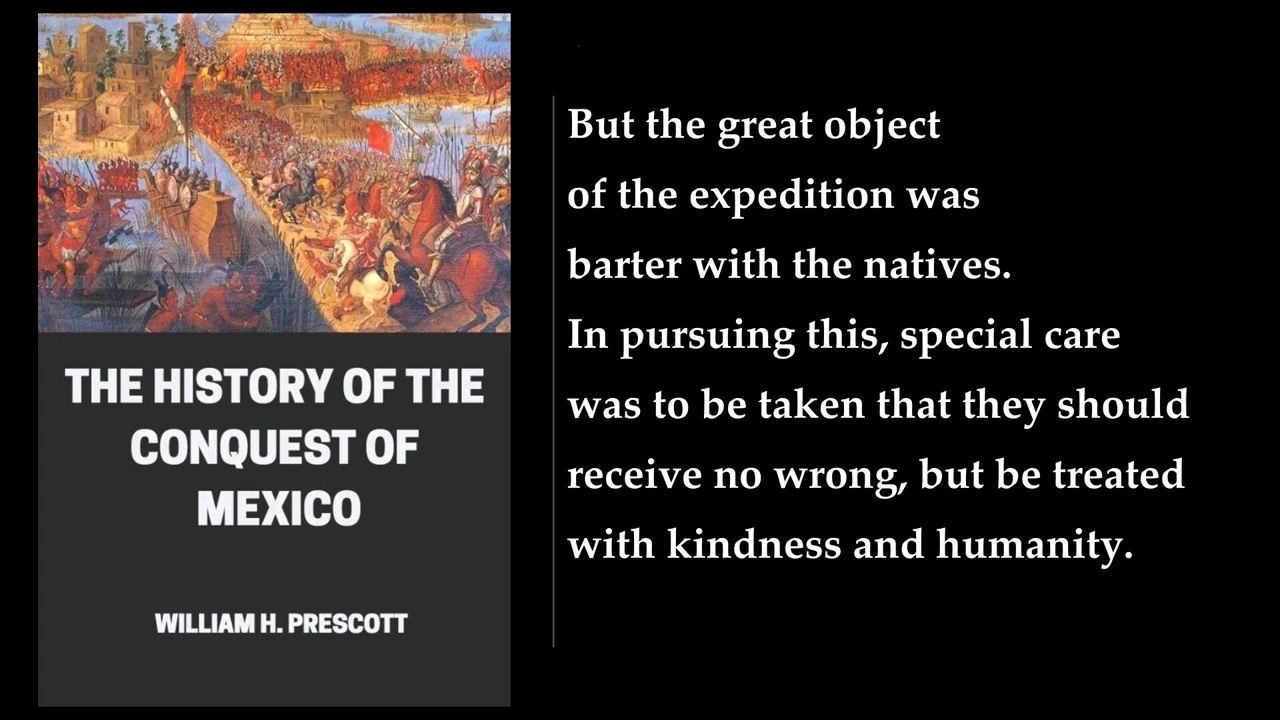 THE HISTORY OF THE
CONQUEST OF
MEXICO
WILLIAM H. PRESCOTT
But the great object
of the expedition was
barter with the natives.
In pursuing this, special care
was to be taken that they should
receive no wrong, but be treated
with kindness and humanity.